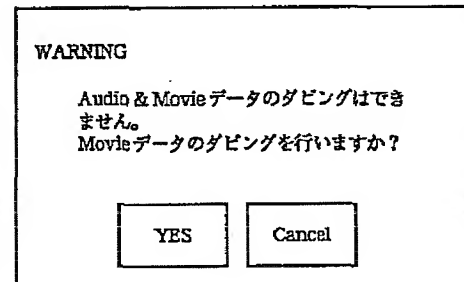 WARNING
Audio & Movieデータのダビングはでき
ません。
Movieデータのダビングを行いますか？
YES
Cancel